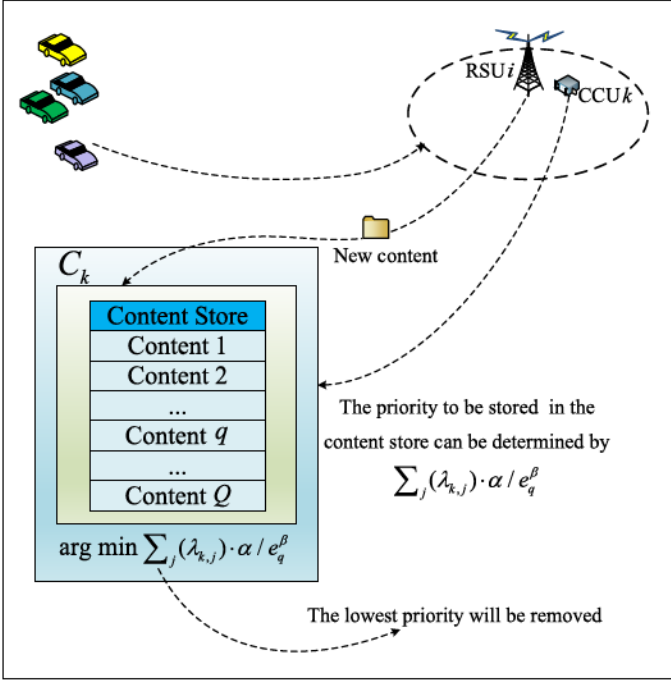 RSU i
CCU k
New content
C_k
Content Store
Content 1
Content 2
...
Content q
...
Content Q
arg min ∑_j(λ_{k,j})·α / e_q^β
The priority to be stored in the
content store can be determined by
∑_j(λ_{k,j})·α / e_q^β
The lowest priority will be removed